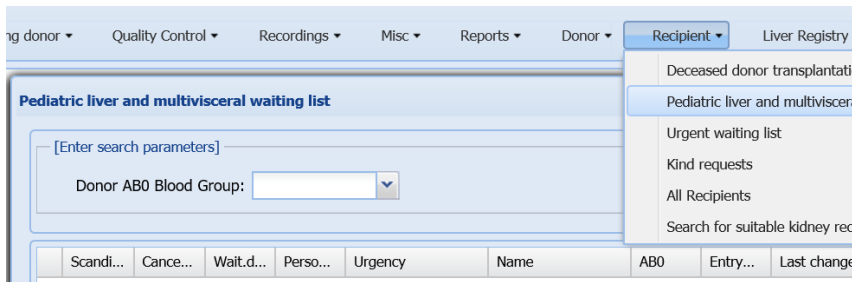 ng donor Quality Control Recordings Misc Reports Donor Recipient Liver Registry
Deceased donor transplantati
Pediatric liver and multivisceral waiting list
Pediatric liver and multiviscera
[Enter search parameters]
Urgent waiting list
Kind requests
Donor AB0 Blood Group:
All Recipients
Search for suitable kidney rec
Scandi... Cance... Wait.d... Perso... Urgency Name AB0 Entry... Last change